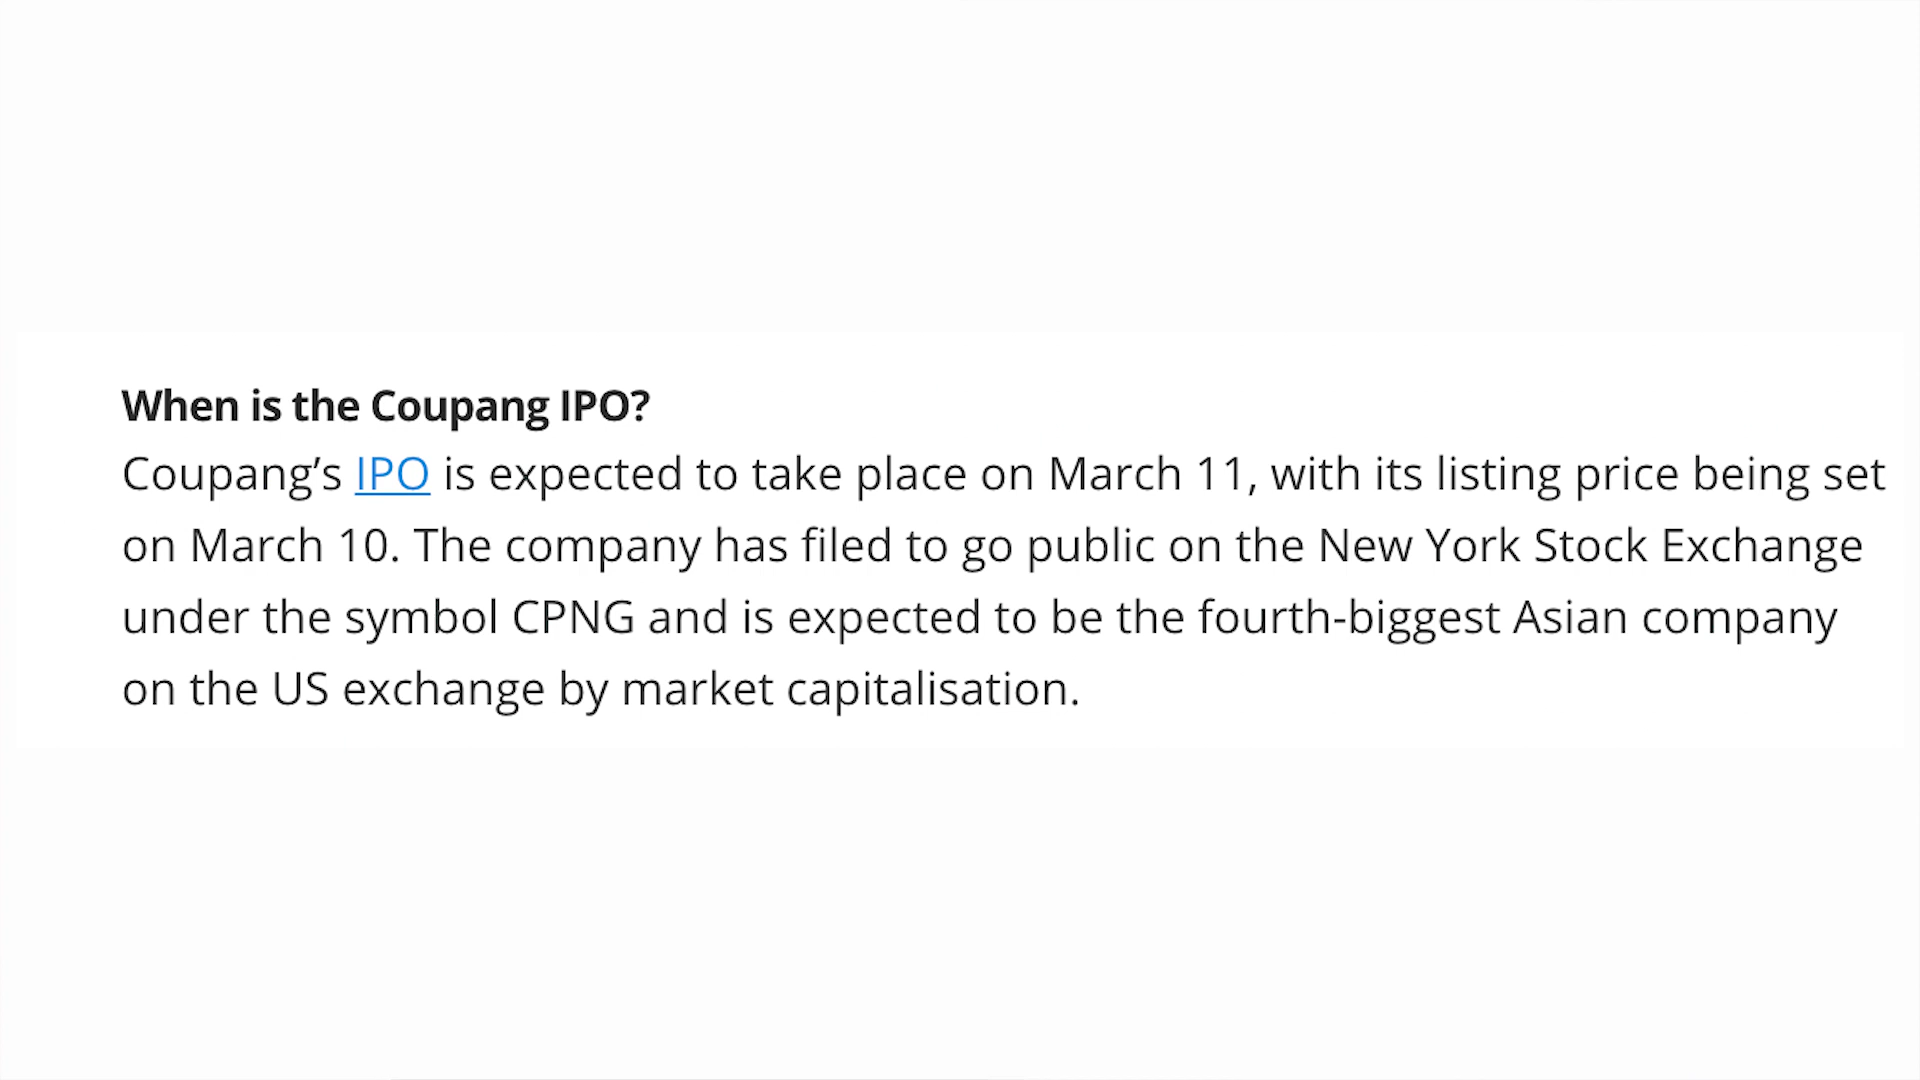 When is the Coupang IPO?
Coupang’s IPO is expected to take place on March 11, with its listing price being set
on March 10. The company has filed to go public on the New York Stock Exchange
under the symbol CPNG and is expected to be the fourth-biggest Asian company
on the US exchange by market capitalisation.